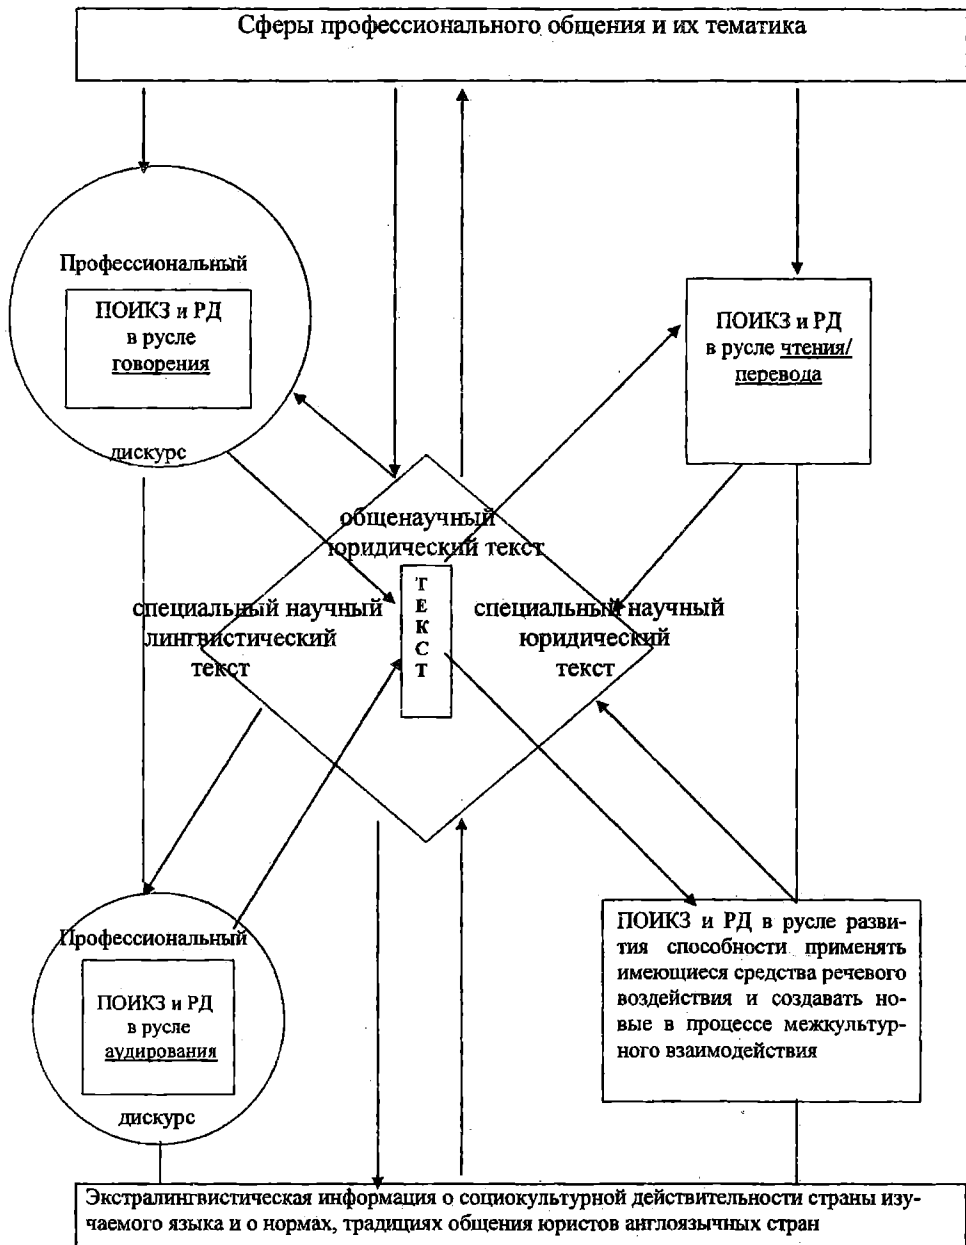 Сферы профессионального общения и их тематика
Профессиональный
ПОИКЗ и РД
в русле
говорения
дискурс
ПОИКЗ и РД
в русле чтения/
перевода
общенаучный
юридический текст
специальный научный
лингвистический
текст
Т
Е
К
С
Т
специальный научный
юридический
текст
Профессиональный
ПОИКЗ и РД
в русле
аудирования
дискурс
ПОИКЗ и РД в русле разви-
тия способности применять
имеющиеся средства речевого
воздействия и создавать но-
вые в процессе межкультур-
ного взаимодействия
Экстралингвистическая информация о социокультурной действительности страны изу-
чаемого языка и о нормах, традициях общения юристов англоязычных стран